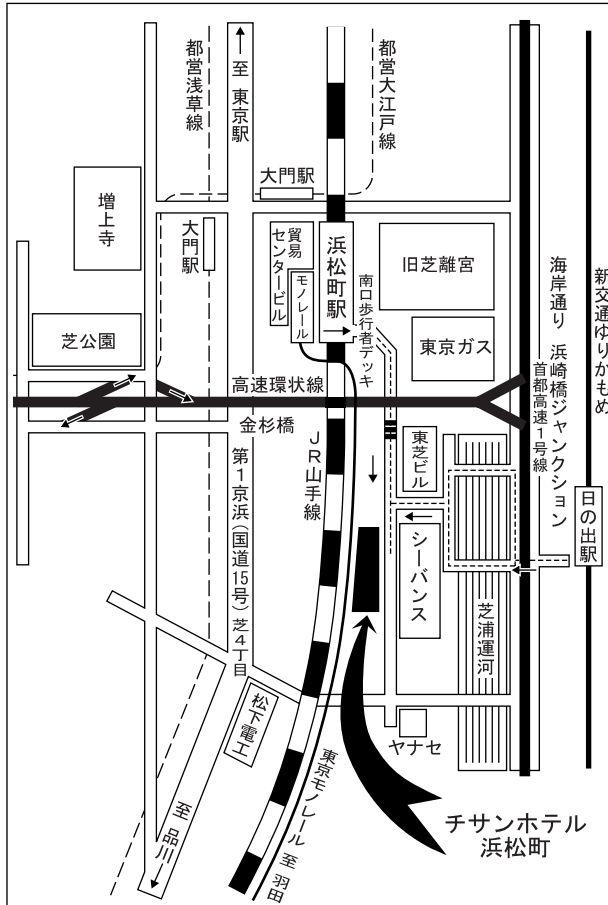 都営浅草線
至 東京駅
都営大江戸線
大門駅
増上寺
大門駅
貿易
センタービル
浜松町駅
モノレール
旧芝離宮
南口歩行者デッキ
東京ガス
芝公園
海岸通り 浜崎橋ジャンクション
首都高速1号線
新交通ゆりかもめ
高速環状線
金杉橋
JR山手線
第1京浜(国道15号)芝4丁目
東芝ビル
シーバンス
日の出駅
芝浦運河
松下電工
ヤナセ
東京モノレール 至 羽田
至 品川
チサンホテル
浜松町